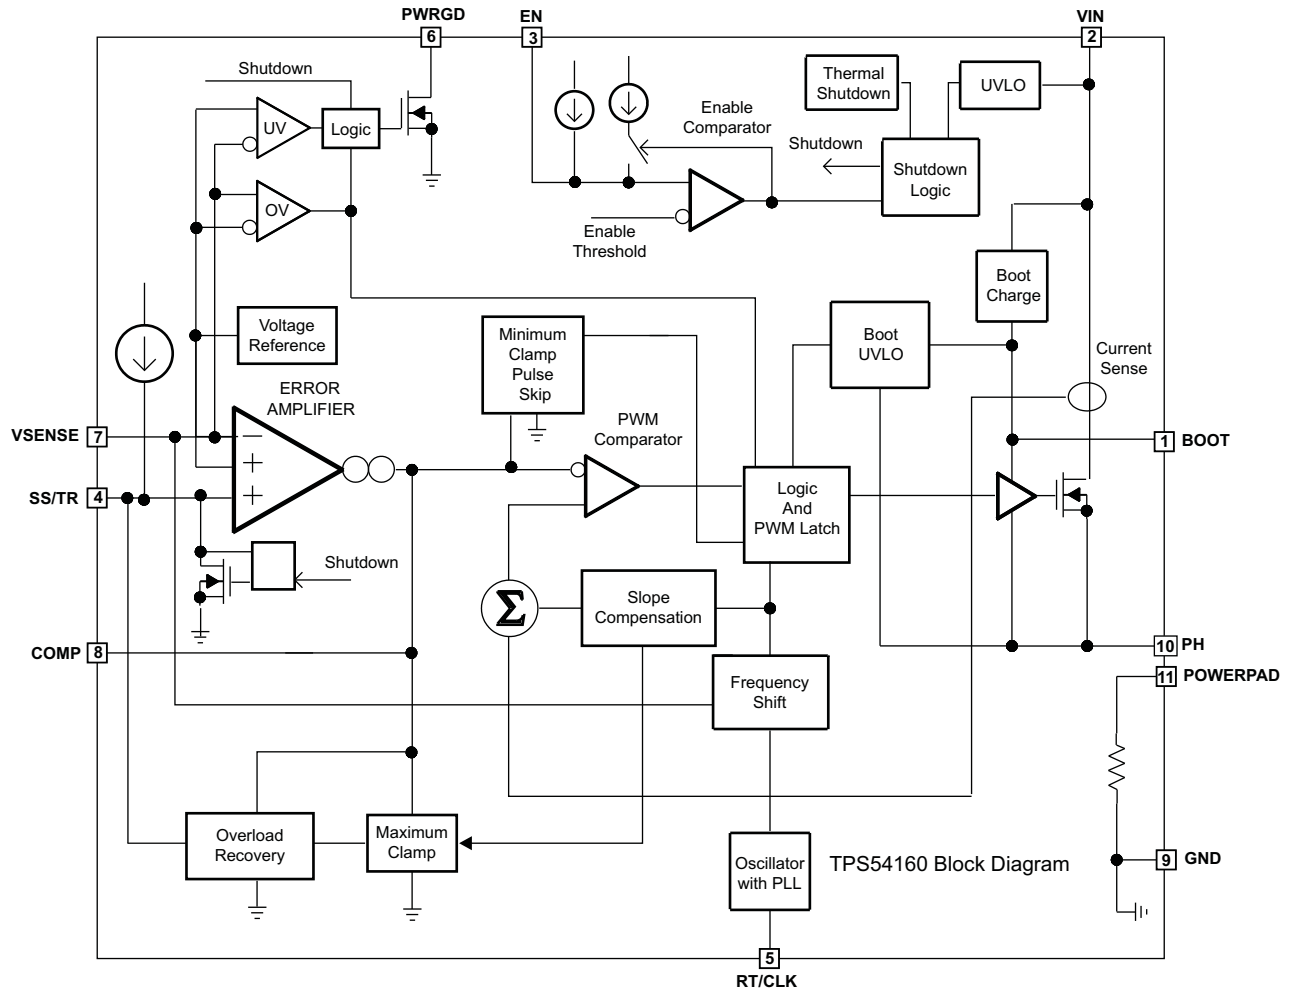 PWRGD
EN
VIN
6
3
2
Shutdown
Thermal
Shutdown
UVLO
Enable
Comparator
UV
Logic
Shutdown
Shutdown
Logic
OV
Enable
Threshold
Boot
Charge
Voltage
Reference
Minimum
Clamp
Pulse
Skip
Boot
UVLO
Current
Sense
ERROR
AMPLIFIER
PWM
Comparator
VSENSE
7
−
1
BOOT
+
SS/TR
4
+
Logic
And
PWM Latch
Shutdown
Σ
Slope
Compensation
COMP
8
10
PH
11
POWERPAD
Frequency
Shift
Overload
Recovery
Maximum
Clamp
Oscillator
with PLL
TPS54160 Block Diagram
9
GND
5
RT/CLK